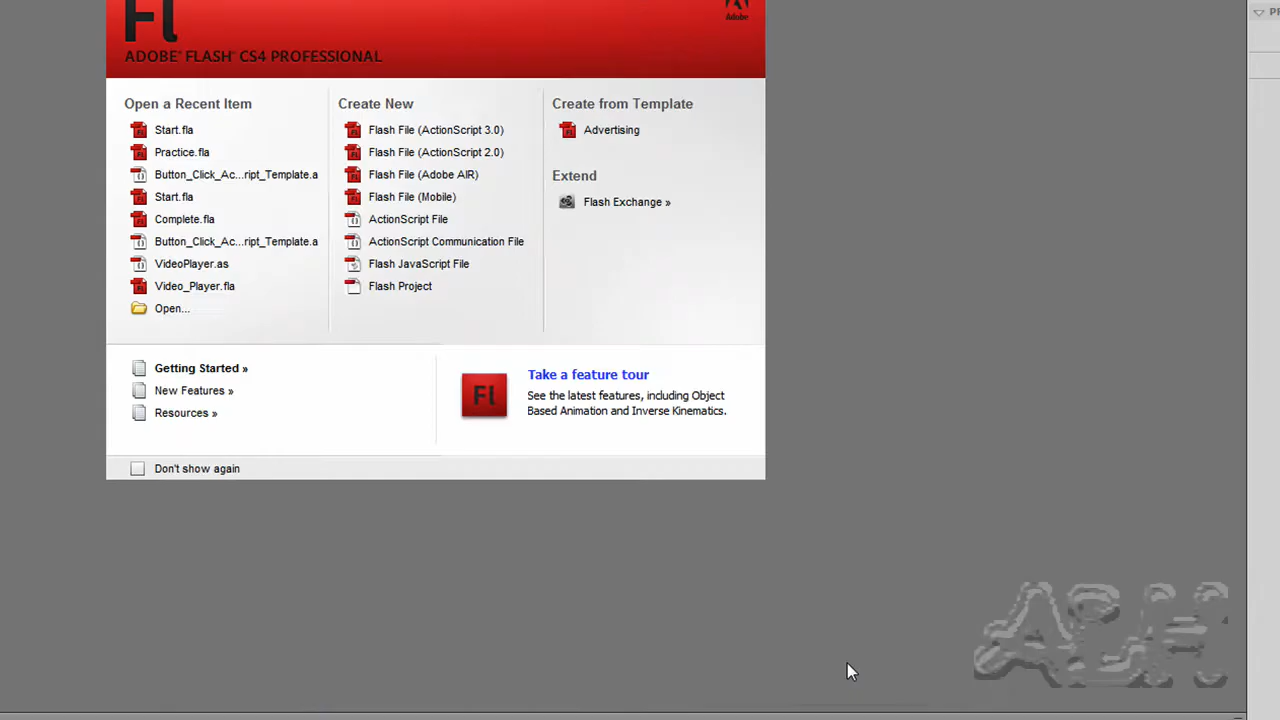 Fl
Adobe
ADOBE® FLASH® CS4 PROFESSIONAL
Open a Recent Item
Start.fla
Practice.fla
Button_Click_Ac...ript_Template.a
Start.fla
Complete.fla
Button_Click_Ac...ript_Template.a
VideoPlayer.as
Video_Player.fla
Open...
Create New
Flash File (ActionScript 3.0)
Flash File (ActionScript 2.0)
Flash File (Adobe AIR)
Flash File (Mobile)
ActionScript File
ActionScript Communication File
Flash JavaScript File
Flash Project
Create from Template
Advertising
Extend
Flash Exchange »
Getting Started »
New Features »
Resources »
Fl
Take a feature tour
See the latest features, including Object
Based Animation and Inverse Kinematics.
Don't show again